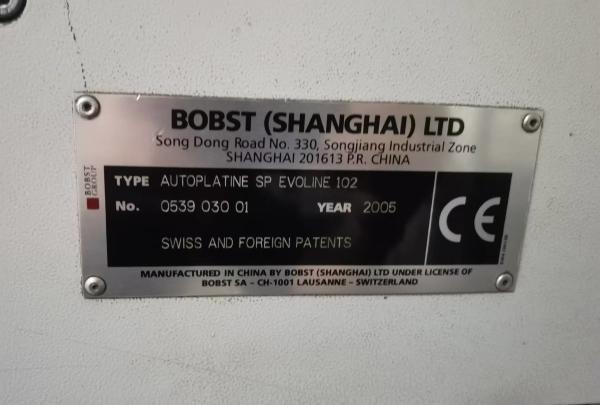 BOBST (SHANGHAI) LTD
Song Dong Road No. 330, Songjiang Industrial Zone
SHANGHAI 201613 P.R. CHINA
BOBST
GROUP
TYPE AUTOPLATINE SP EVOLINE 102
No. 0539 030 01 YEAR 2005
SWISS AND FOREIGN PATENTS
CE
MANUFACTURED IN CHINA BY BOBST (SHANGHAI) LTD UNDER LICENSE OF
BOBST SA - CH-1001 LAUSANNE - SWITZERLAND